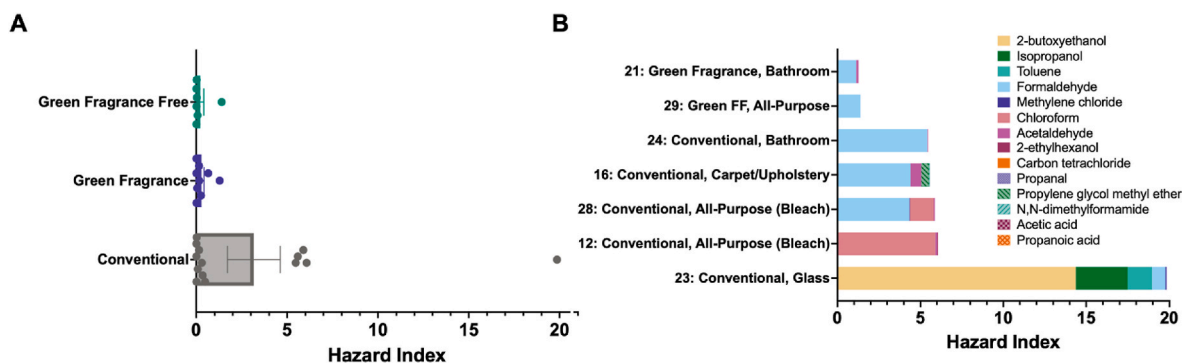 A
Green Fragrance Free
Green Fragrance
Conventional
0 5 10 15 20
Hazard Index
B
21: Green Fragrance, Bathroom
29: Green FF, All-Purpose
24: Conventional, Bathroom
16: Conventional, Carpet/Upholstery
28: Conventional, All-Purpose (Bleach)
12: Conventional, All-Purpose (Bleach)
23: Conventional, Glass
2-butoxyethanol
Isopropanol
Toluene
Formaldehyde
Methylene chloride
Chloroform
Acetaldehyde
2-ethylhexanol
Carbon tetrachloride
Propanal
Propylene glycol methyl ether
N,N-dimethylformamide
Acetic acid
Propanoic acid
0 5 10 15 20
Hazard Index